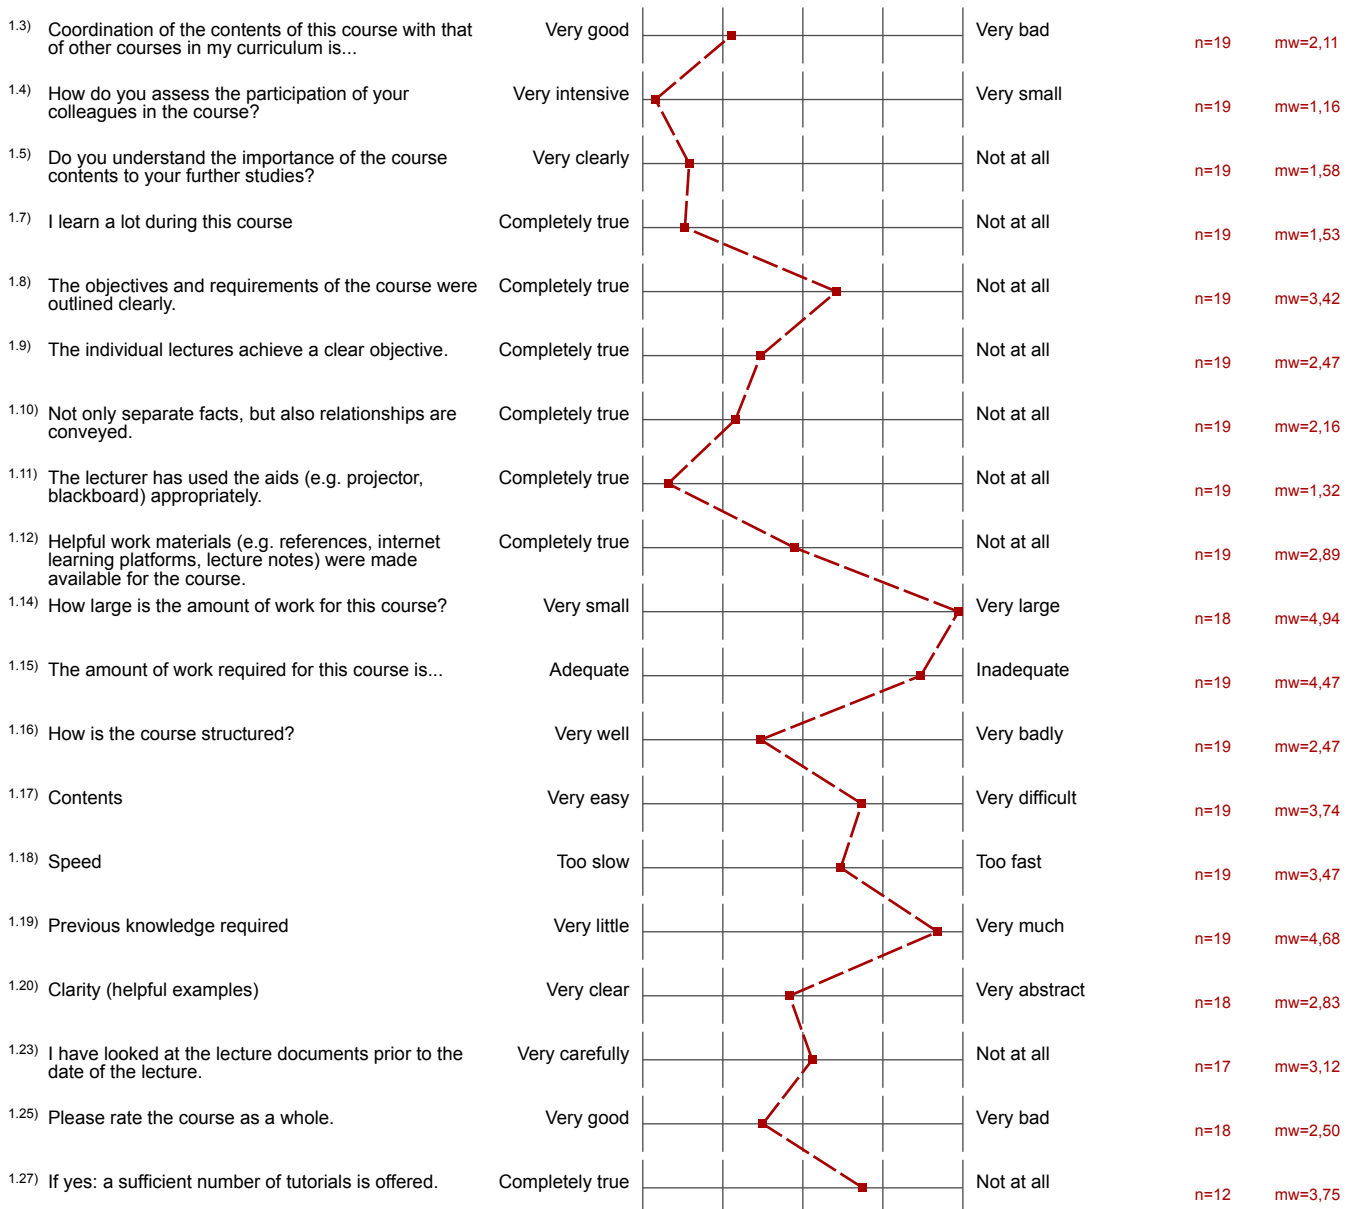 1.3) Coordination of the contents of this course with that Very good Very bad n=19 mw=2,11
of other courses in my curriculum is...
1.4) How do you assess the participation of your Very intensive Very small n=19 mw=1,16
colleagues in the course?
1.5) Do you understand the importance of the course Very clearly Not at all n=19 mw=1,58
contents to your further studies?
1.7) I learn a lot during this course Completely true Not at all n=19 mw=1,53
1.8) The objectives and requirements of the course were Completely true Not at all n=19 mw=3,42
outlined clearly.
1.9) The individual lectures achieve a clear objective. Completely true Not at all n=19 mw=2,47
1.10) Not only separate facts, but also relationships are Completely true Not at all n=19 mw=2,16
conveyed.
1.11) The lecturer has used the aids (e.g. projector, Completely true Not at all n=19 mw=1,32
blackboard) appropriately.
1.12) Helpful work materials (e.g. references, internet Completely true Not at all n=19 mw=2,89
learning platforms, lecture notes) were made
available for the course.
1.14) How large is the amount of work for this course? Very small Very large n=18 mw=4,94
1.15) The amount of work required for this course is... Adequate Inadequate n=19 mw=4,47
1.16) How is the course structured? Very well Very badly n=19 mw=2,47
1.17) Contents Very easy Very difficult n=19 mw=3,74
1.18) Speed Too slow Too fast n=19 mw=3,47
1.19) Previous knowledge required Very little Very much n=19 mw=4,68
1.20) Clarity (helpful examples) Very clear Very abstract n=18 mw=2,83
1.23) I have looked at the lecture documents prior to the Very carefully Not at all n=17 mw=3,12
date of the lecture.
1.25) Please rate the course as a whole. Very good Very bad n=18 mw=2,50
1.27) If yes: a sufficient number of tutorials is offered. Completely true Not at all n=12 mw=3,75